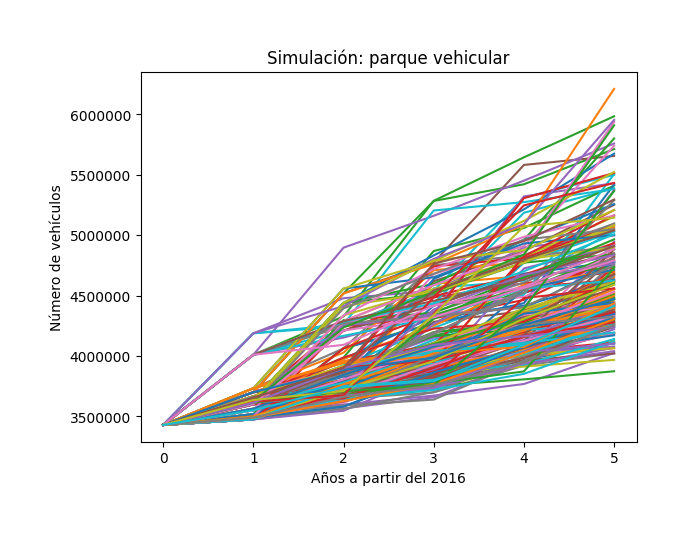 Simulación: parque vehicular
6000000
5500000
5000000
4500000
4000000
3500000
Número de vehículos
0 1 2 3 4 5
Años a partir del 2016